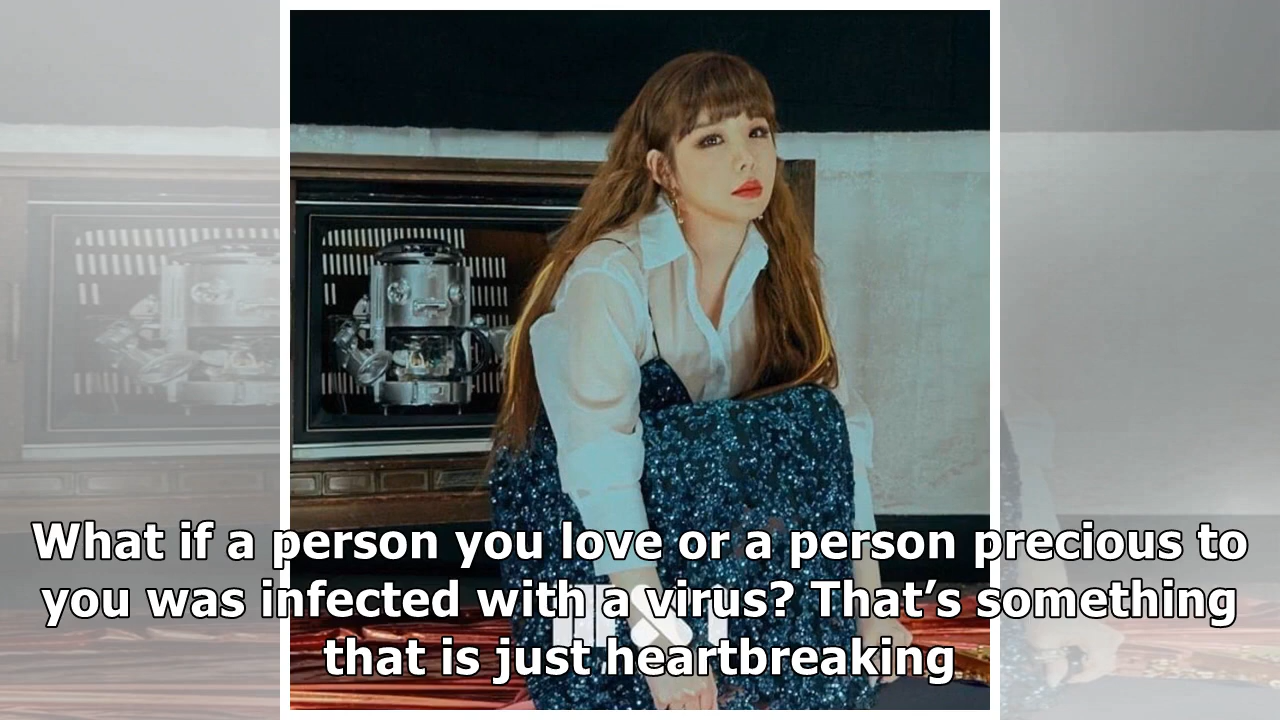 What if a person you love or a person precious to
you was infected with a virus? That’s something
that is just heartbreaking